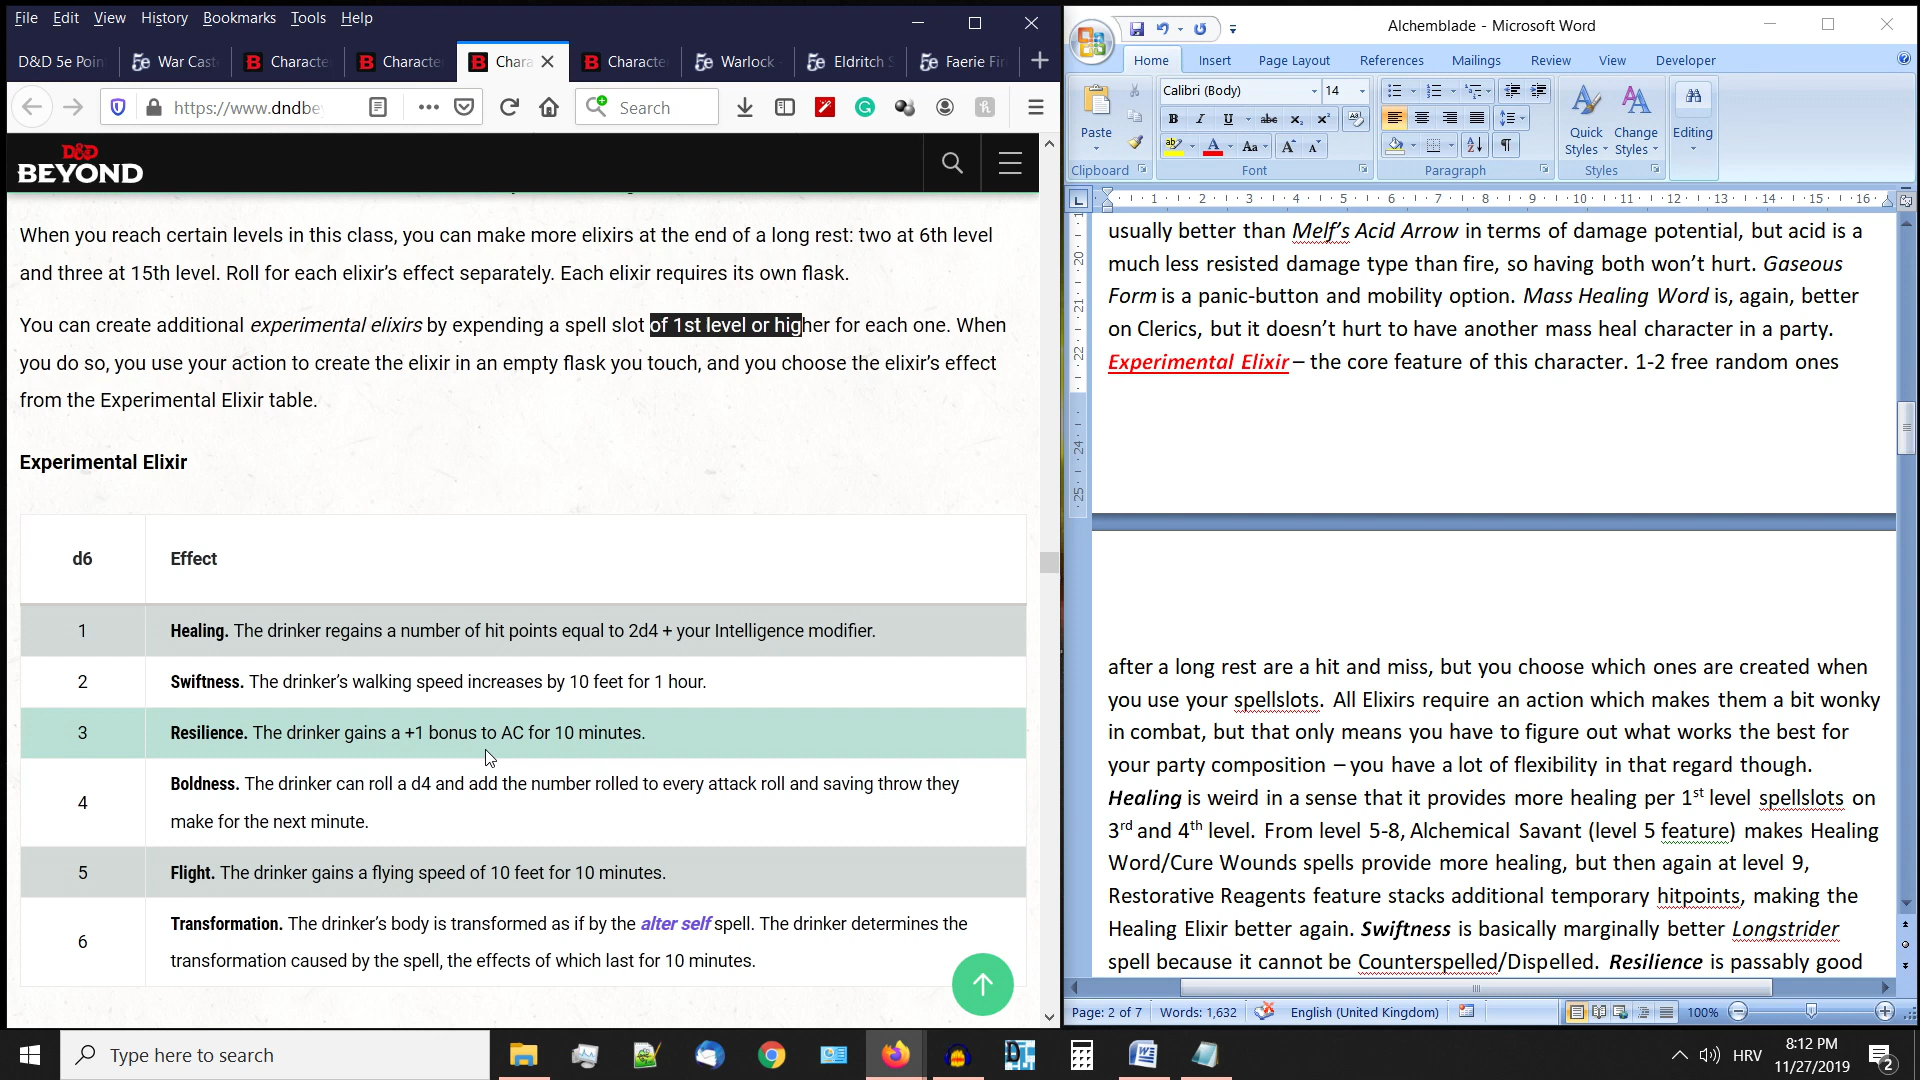 File Edit View History Bookmarks Tools Help
D&D 5e Poin
War Cast
Characte
Characte
Chara
Characte
Warlock
Eldritch S
Faerie Fir
https://www.dndbe
Search
D&D
BEYOND
When you reach certain levels in this class, you can make more elixirs at the end of a long rest: two at 6th level
and three at 15th level. Roll for each elixir's effect separately. Each elixir requires its own flask.
You can create additional experimental elixirs by expending a spell slot of 1st level or higher for each one. When
you do so, you use your action to create the elixir in an empty flask you touch, and you choose the elixir's effect
from the Experimental Elixir table.
Experimental Elixir
d6 Effect
1 Healing. The drinker regains a number of hit points equal to 2d4 + your Intelligence modifier.
2 Swiftness. The drinker's walking speed increases by 10 feet for 1 hour.
3 Resilience. The drinker gains a +1 bonus to AC for 10 minutes.
4 Boldness. The drinker can roll a d4 and add the number rolled to every attack roll and saving throw they
make for the next minute.
5 Flight. The drinker gains a flying speed of 10 feet for 10 minutes.
6 Transformation. The drinker's body is transformed as if by the alter self spell. The drinker determines the
transformation caused by the spell, the effects of which last for 10 minutes.
Alchemblade - Microsoft Word
Home Insert Page Layout References Mailings Review View Developer
Calibri (Body) 14
Paste
Quick Styles
Change Styles
Editing
Clipboard Font Paragraph Styles
1 2 3 4 5 6 7 8 9 10 11 12 13 14 15 16
usually better than Melf's Acid Arrow in terms of damage potential, but acid is a
much less resisted damage type than fire, so having both won't hurt. Gaseous
Form is a panic-button and mobility option. Mass Healing Word is, again, better
on Clerics, but it doesn't hurt to have another mass heal character in a party.
Experimental Elixir – the core feature of this character. 1-2 free random ones
after a long rest are a hit and miss, but you choose which ones are created when
you use your spellslots. All Elixirs require an action which makes them a bit wonky
in combat, but that only means you have to figure out what works the best for
your party composition – you have a lot of flexibility in that regard though.
Healing is weird in a sense that it provides more healing per 1st level spellslots on
3rd and 4th level. From level 5-8, Alchemical Savant (level 5 feature) makes Healing
Word/Cure Wounds spells provide more healing, but then again at level 9,
Restorative Reagents feature stacks additional temporary hitpoints, making the
Healing Elixir better again. Swiftness is basically marginally better Longstrider
spell because it cannot be Counterspelled/Dispelled. Resilience is passably good
Page: 2 of 7 Words: 1,632 English (United Kingdom) 100%
Type here to search
HRV
8:12 PM
11/27/2019
2